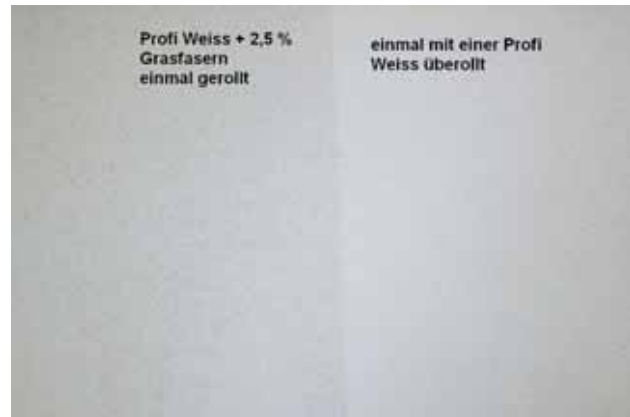 Profi Weiss + 2,5 %
Grasfasern
einmal gerollt
einmal mit einer Profi
Weiss überollt